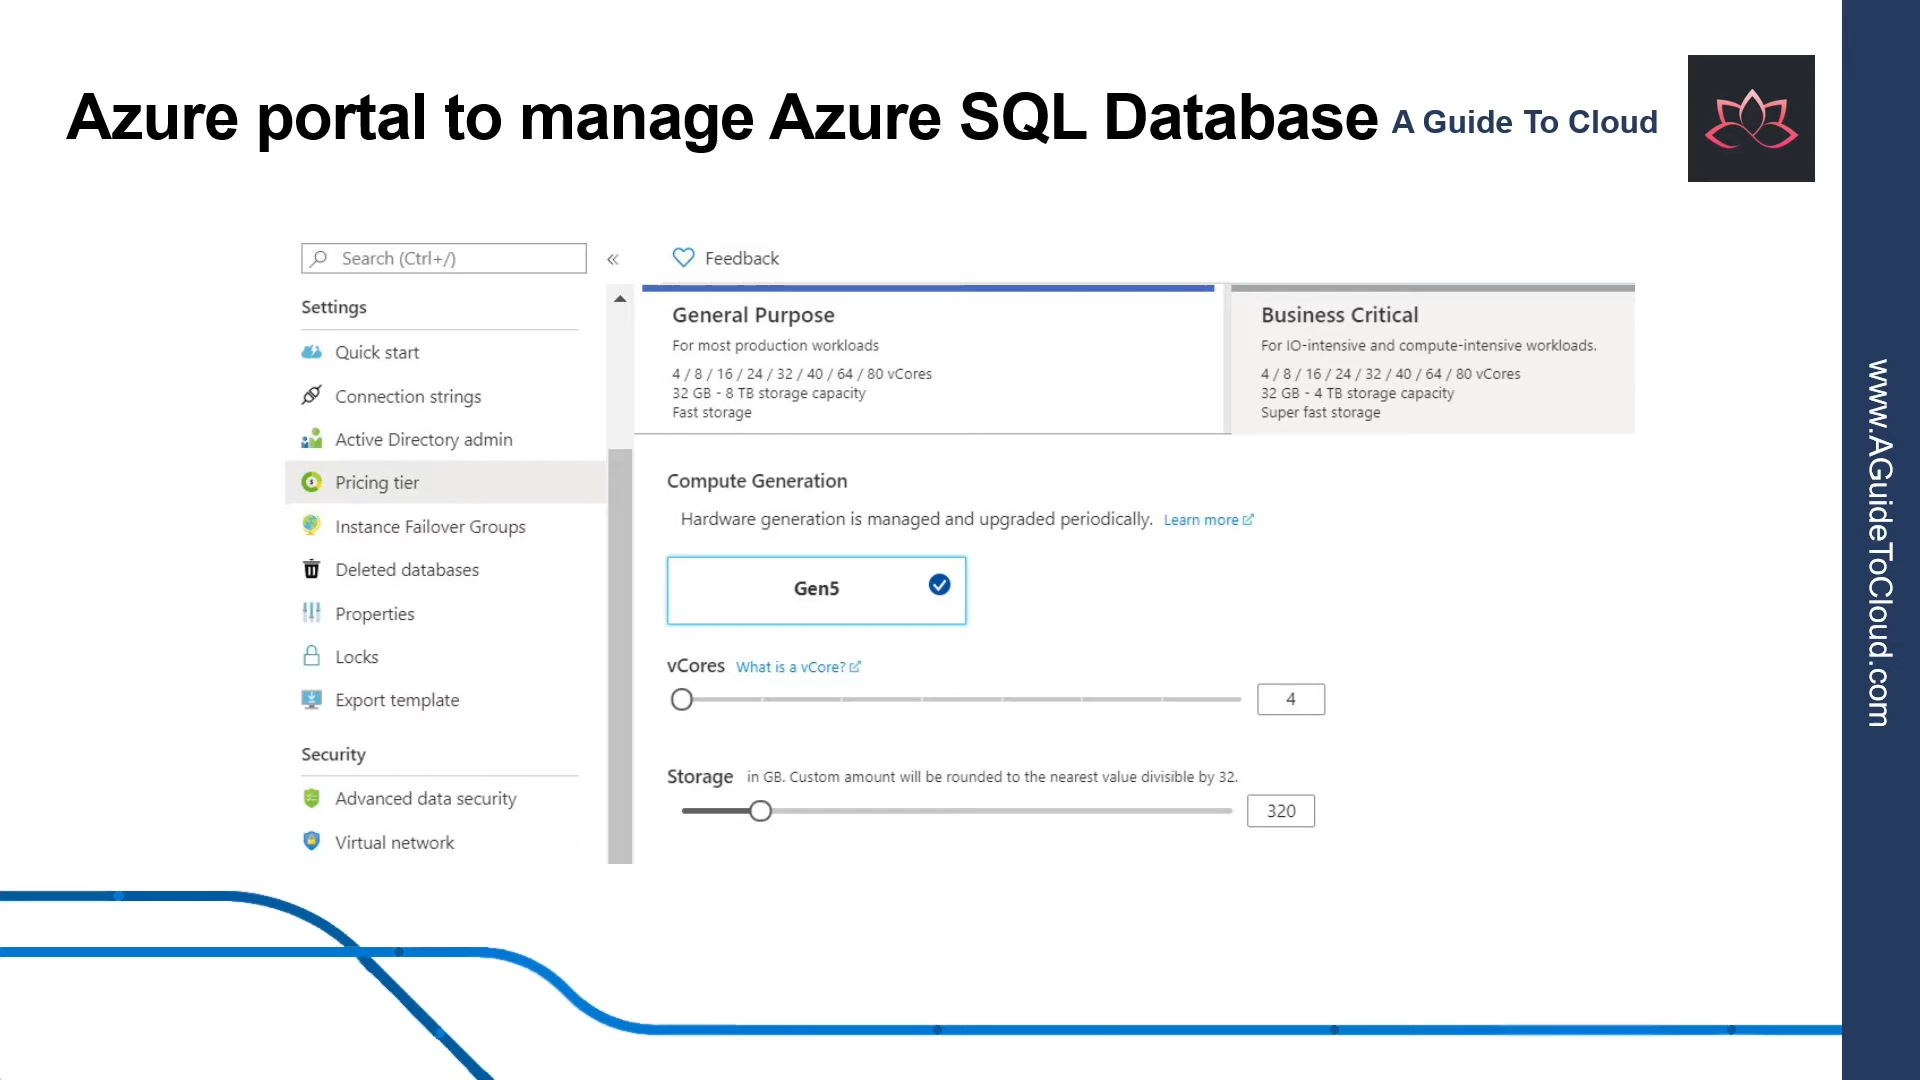 Azure portal to manage Azure SQL Database
A Guide To Cloud
Search (Ctrl+/)
«
Feedback
Settings
Quick start
Connection strings
Active Directory admin
Pricing tier
Instance Failover Groups
Deleted databases
Properties
Locks
Export template
Security
Advanced data security
Virtual network
General Purpose
For most production workloads
4 / 8 / 16 / 24 / 32 / 40 / 64 / 80 vCores
32 GB - 8 TB storage capacity
Fast storage
Business Critical
For IO-intensive and compute-intensive workloads.
4 / 8 / 16 / 24 / 32 / 40 / 64 / 80 vCores
32 GB - 4 TB storage capacity
Super fast storage
Compute Generation
Hardware generation is managed and upgraded periodically. Learn more
Gen5
vCores What is a vCore?
4
Storage in GB. Custom amount will be rounded to the nearest value divisible by 32.
320
www.AGuideToCloud.com